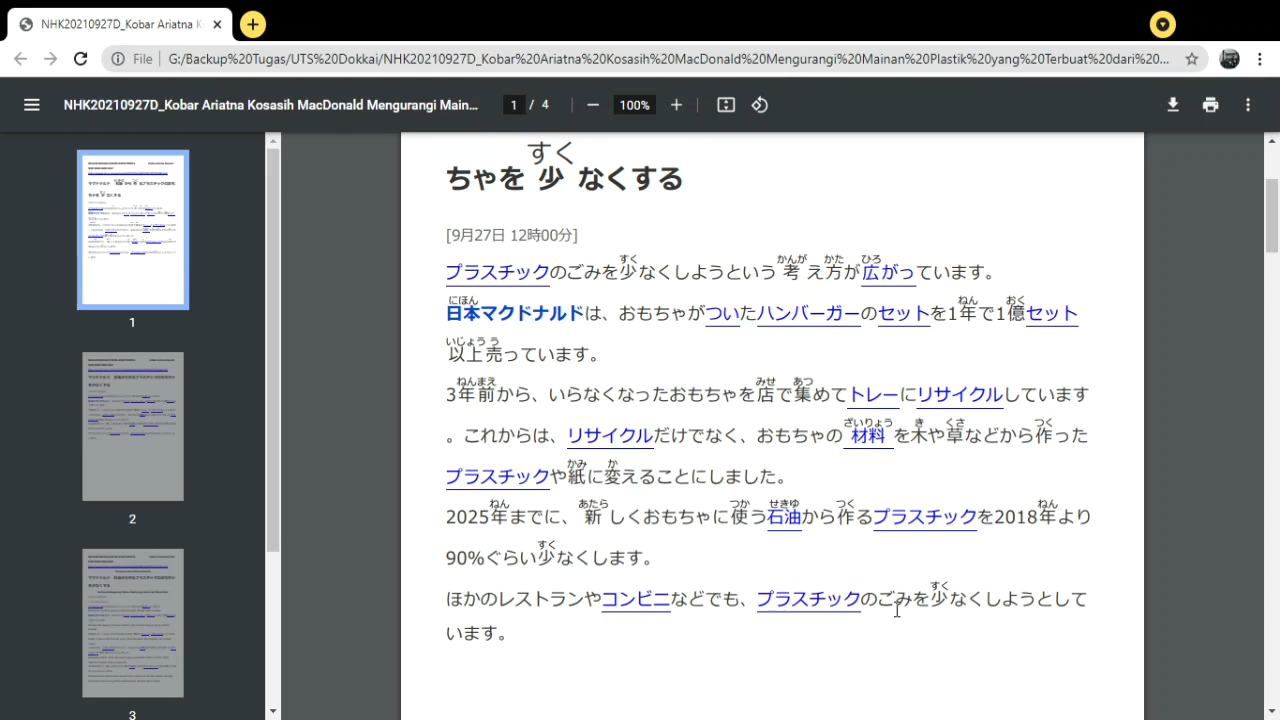 NHK20210927D_Kobar Ariatna K
File G:/Backup%20Tugas/UTS%20Dokkai/NHK20210927D_Kobar%20Ariatna%20Kosasih%20MacDonald%20Mengurangi%20Mainan%20Plastik%20yang%20Terbuat%20dari%20...
NHK20210927D_Kobar Ariatna Kosasih MacDonald Mengurangi Main... 1 / 4 100%
1
2
3
すく
ちゃを 少 なくする
[9月27日 12時00分]
すく かんが かた ひろ
プラスチックのごみを少なくしようという 考 え方が広がっています。
にほん ねん おく
日本マクドナルドは、おもちゃがついたハンバーガーのセットを1年で1億セット
いじょう う
以上売っています。
ねんまえ みせ あつ
3年前から、いらなくなったおもちゃを店で集めてトレーにリサイクルしています
ざいりょう き くさ つく
。これからは、リサイクルだけでなく、おもちゃの材料を木や草などから作った
かみ か
プラスチックや紙に変えることにしました。
ねん あたら つか せきゆ つく ねん
2025年までに、 新 しくおもちゃに使う石油から作るプラスチックを2018年より
すく
90%ぐらい少なくします。
すく
ほかのレストランやコンビニなどでも、プラスチックのごみを少なくしようとして
います。